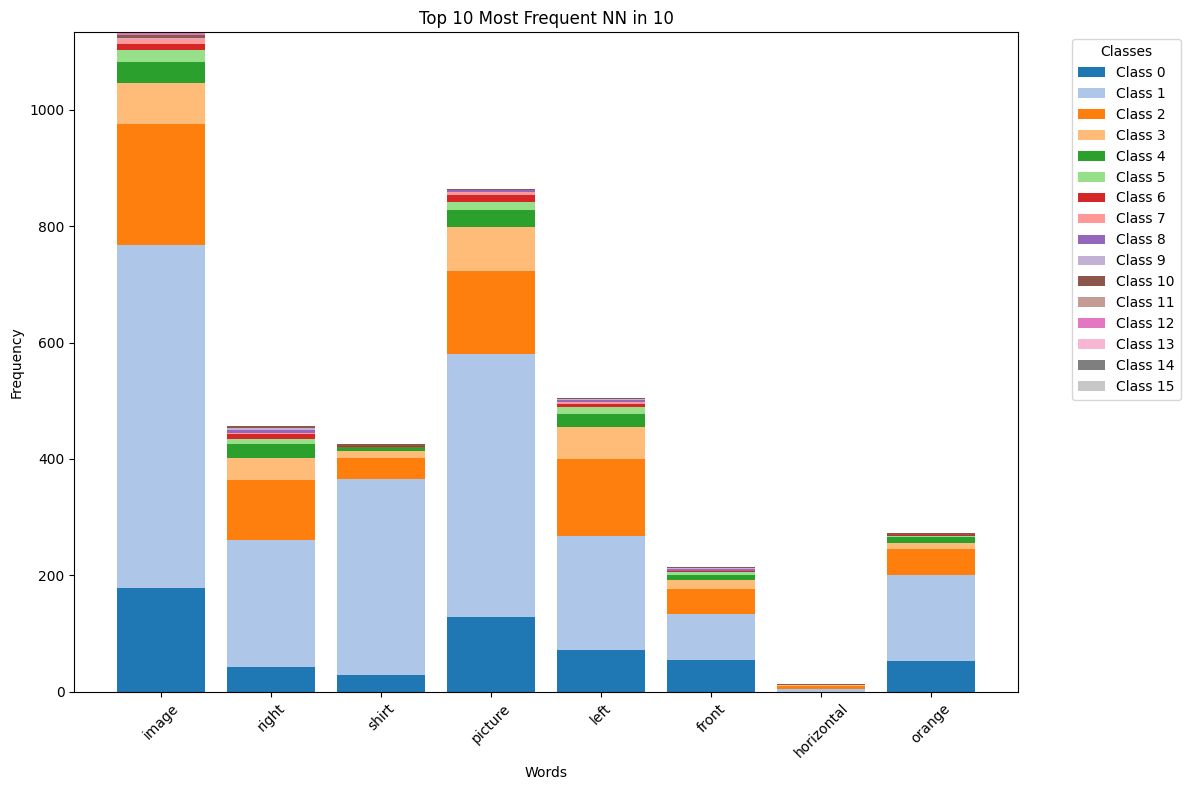 Top 10 Most Frequent NN in 10
Frequency
1000
800
600
400
200
0
image
right
shirt
picture
left
front
horizontal
orange
Words
Classes
Class 0
Class 1
Class 2
Class 3
Class 4
Class 5
Class 6
Class 7
Class 8
Class 9
Class 10
Class 11
Class 12
Class 13
Class 14
Class 15